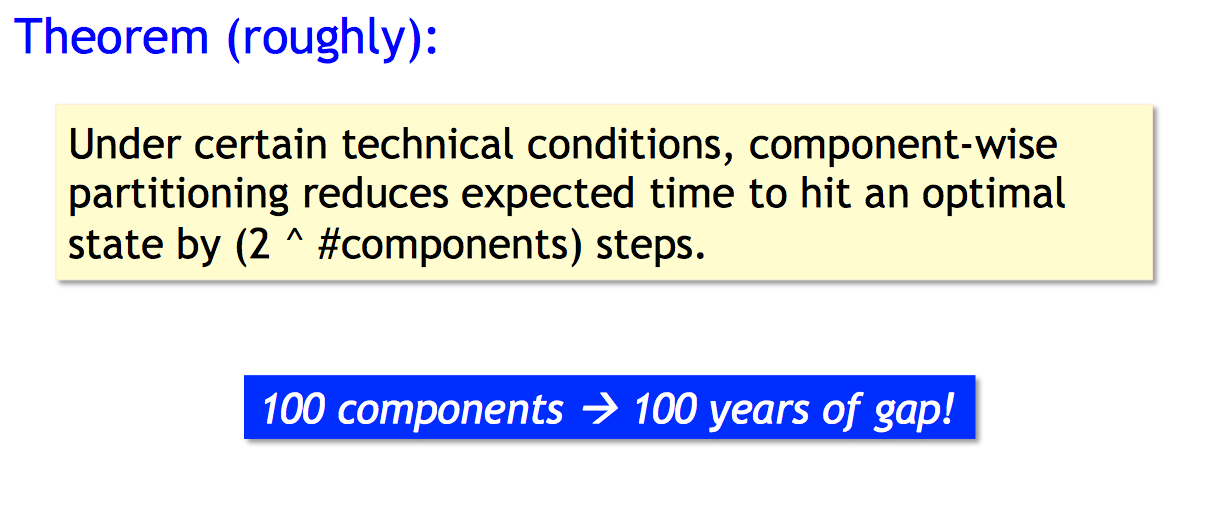 Theorem (roughly):
Under certain technical conditions, component-wise
partitioning reduces expected time to hit an optimal
state by (2 ^ #components) steps.
100 components → 100 years of gap!